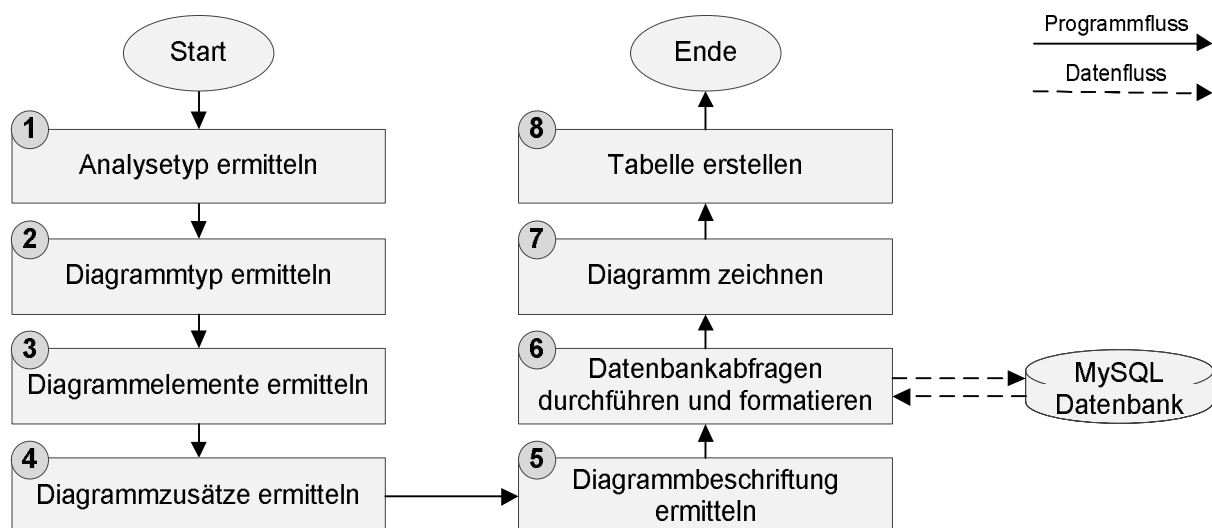 Start
1
Analysetyp ermitteln
2
Diagrammtyp ermitteln
3
Diagrammelemente ermitteln
4
Diagrammzusätze ermitteln
5
Diagrammbeschriftung
ermitteln
6
Datenbankabfragen
durchführen und formatieren
7
Diagramm zeichnen
8
Tabelle erstellen
Ende
MySQL
Datenbank
Programmfluss
Datenfluss